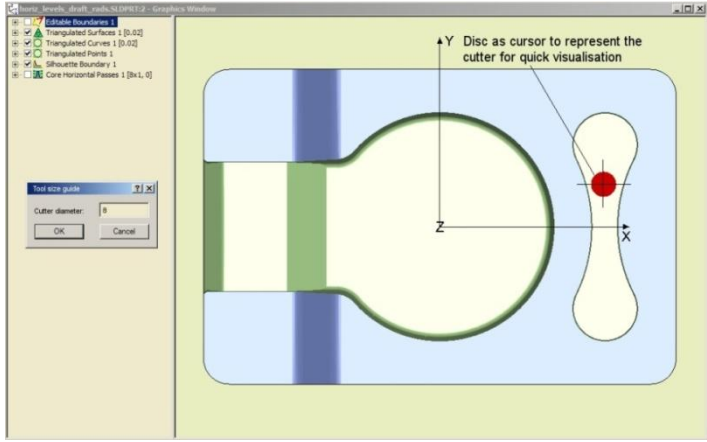 horiz_levels_draft_rads.SLDPRT:2 - Graphics Window
Editable Boundaries 1
Triangulated Surfaces 1 [0.02]
Triangulated Curves 1 [0.02]
Triangulated Points 1
Silhouette Boundary 1
Core Horizontal Passes 1 [8x1, 0]
Y
Disc as cursor to represent the
cutter for quick visualisation
Tool size guide
Cutter diameter: 8
OK Cancel
Z
X